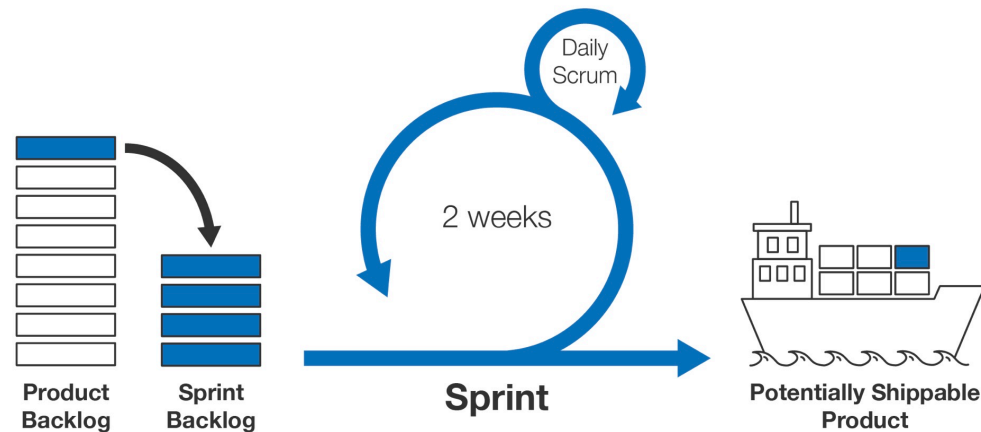 Daily
Scrum
2 weeks
Product
Backlog
Sprint
Backlog
Sprint
Potentially Shippable
Product